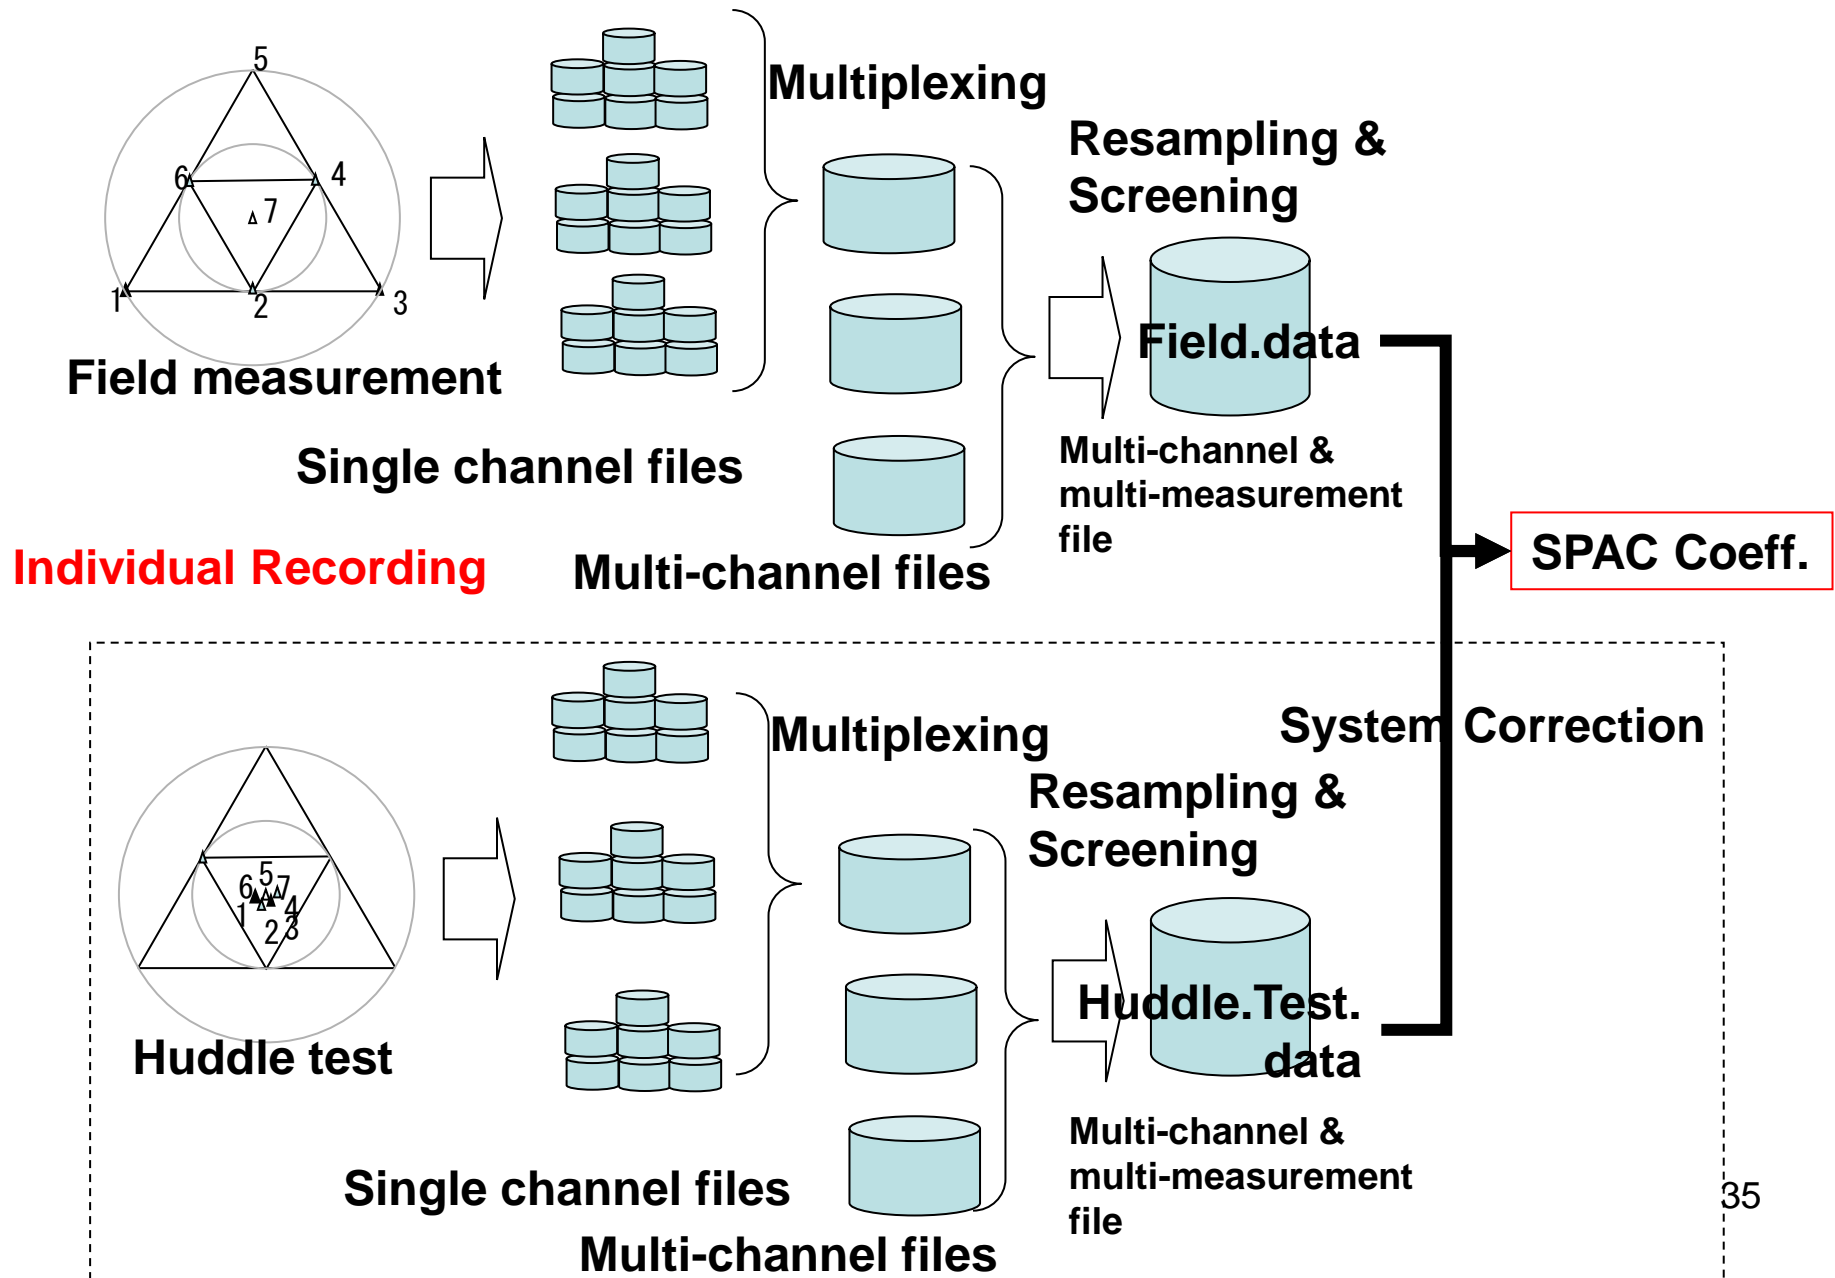 5
Multiplexing
Resampling &
Screening
6
4
7
1
2
3
Field.data
Field measurement
Single channel files
Multi-channel &
multi-measurement
file
Individual Recording
Multi-channel files
SPAC Coeff.
Multiplexing
System Correction
Resampling &
Screening
5
6
7
1
4
2
3
Huddle.Test.
data
Huddle test
Single channel files
Multi-channel &
multi-measurement
file
Multi-channel files
35